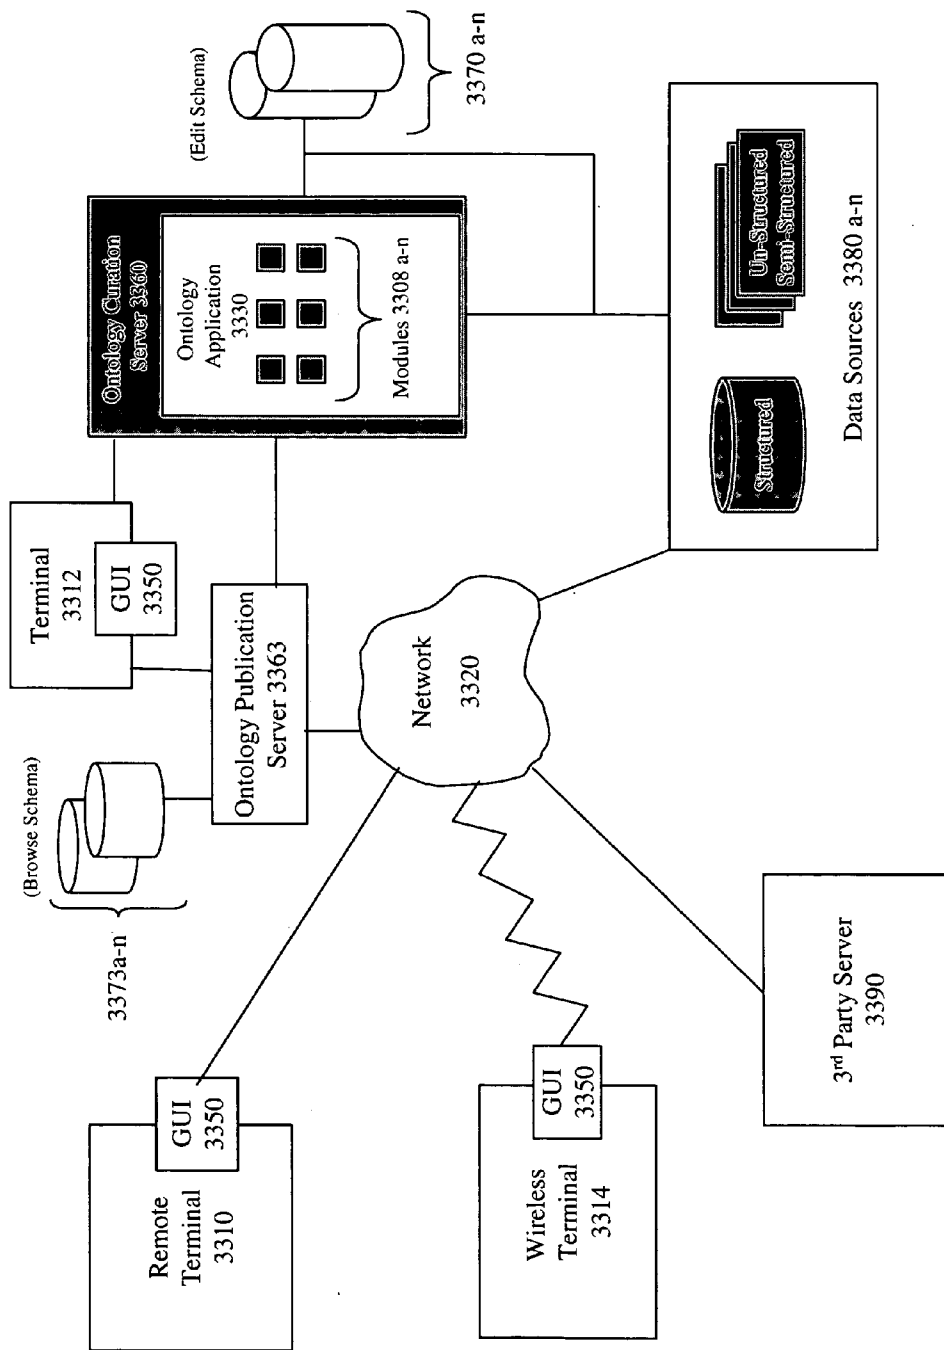 Remote
Terminal
3310
GUI
3350
3373a-n
(Browse Schema)
Terminal
3312
GUI
3350
Ontology Publication
Server 3363
Ontology Curation
Server 3360
Ontology
Application
3330
Modules 3308 a-n
(Edit Schema)
3370 a-n
Wireless
Terminal
3314
GUI
3350
Network
3320
3rd Party Server
3390
Structured
Un-Structured
Semi-Structured
Data Sources 3380 a-n